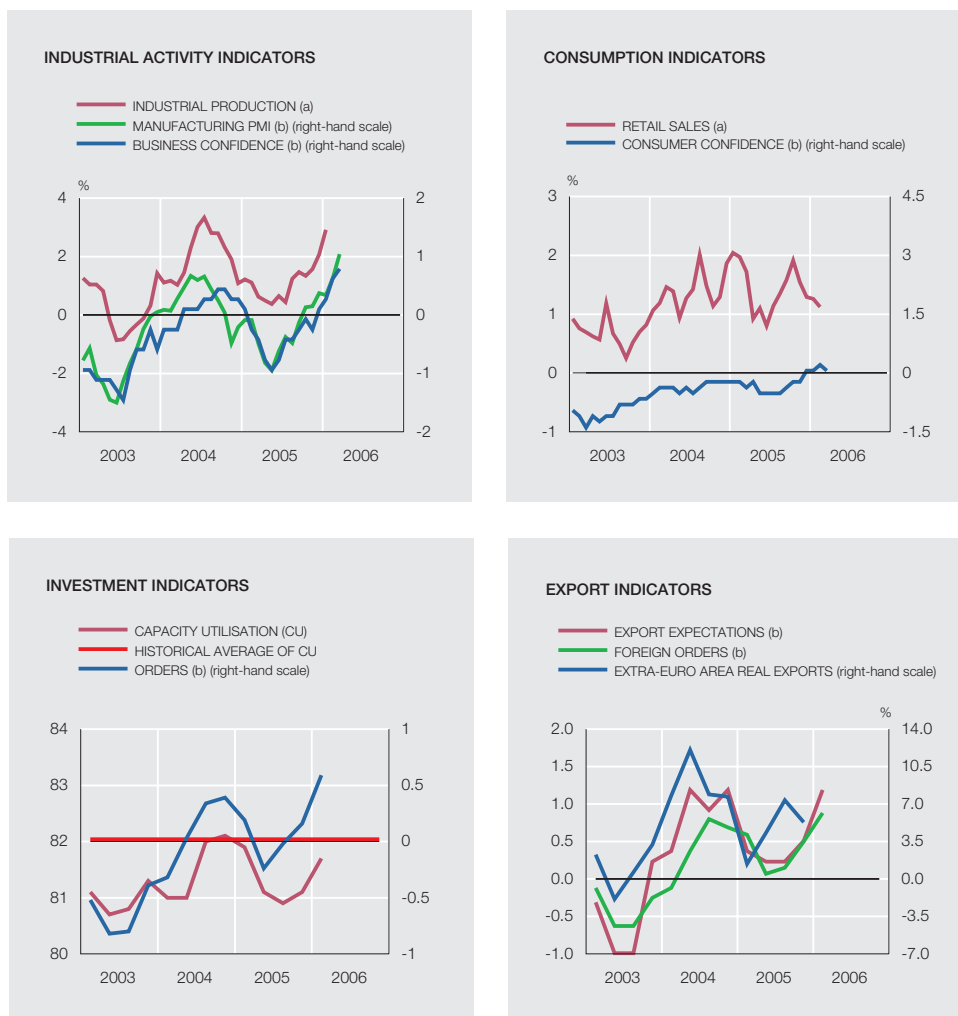 INDUSTRIAL ACTIVITY INDICATORS
INDUSTRIAL PRODUCTION (a)
MANUFACTURING PMI (b) (right-hand scale)
BUSINESS CONFIDENCE (b) (right-hand scale)
%
4 2
2 1
0 0
-2 -1
-4 -2
2003 2004 2005 2006
CONSUMPTION INDICATORS
RETAIL SALES (a)
CONSUMER CONFIDENCE (b) (right-hand scale)
%
3 4.5
2 3
1 1.5
0 0
-1 -1.5
2003 2004 2005 2006
INVESTMENT INDICATORS
CAPACITY UTILISATION (CU)
HISTORICAL AVERAGE OF CU
ORDERS (b) (right-hand scale)
84 1
83 0.5
82 0
81 -0.5
80 -1
2003 2004 2005 2006
EXPORT INDICATORS
EXPORT EXPECTATIONS (b)
FOREIGN ORDERS (b)
EXTRA-EURO AREA REAL EXPORTS (right-hand scale)
%
2.0 14.0
1.5 10.5
1.0 7.0
0.5 3.5
0.0 0.0
-0.5 -3.5
-1.0 -7.0
2003 2004 2005 2006